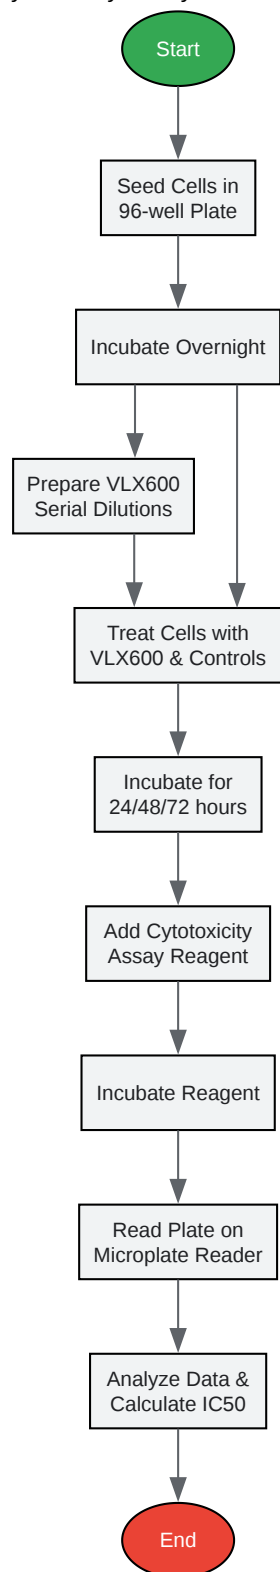 Start
Seed Cells in
96-well Plate
Incubate Overnight
Prepare VLX600
Serial Dilutions
Treat Cells with
VLX600 & Controls
Incubate for
24/48/72 hours
Add Cytotoxicity
Assay Reagent
Incubate Reagent
Read Plate on
Microplate Reader
Analyze Data &
Calculate IC50
End